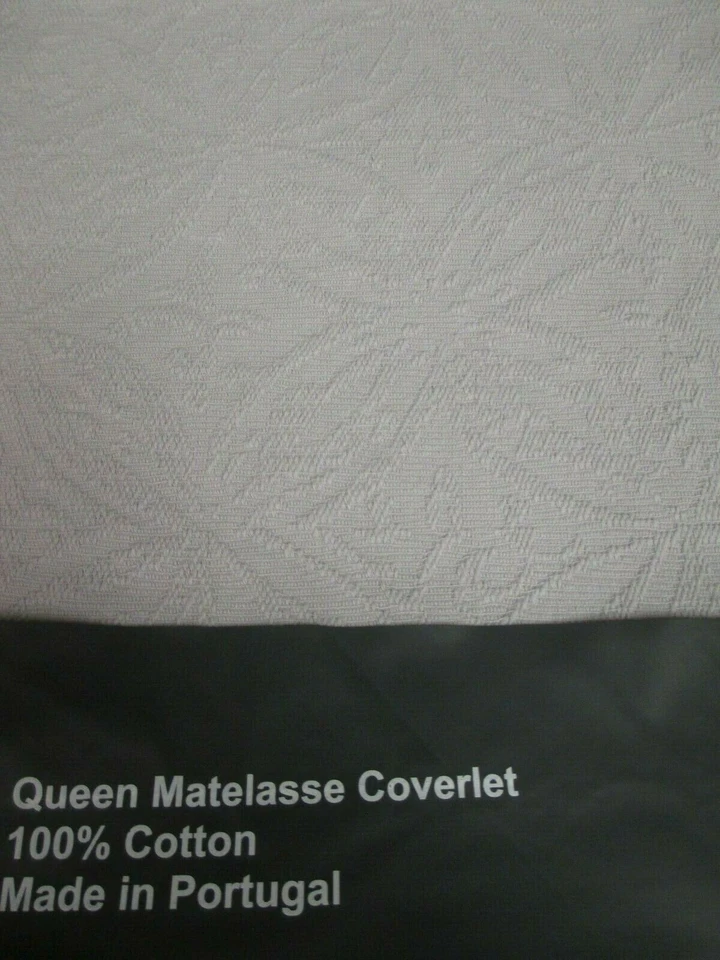 Queen Matelasse Coverlet
100% Cotton
Made in Portugal